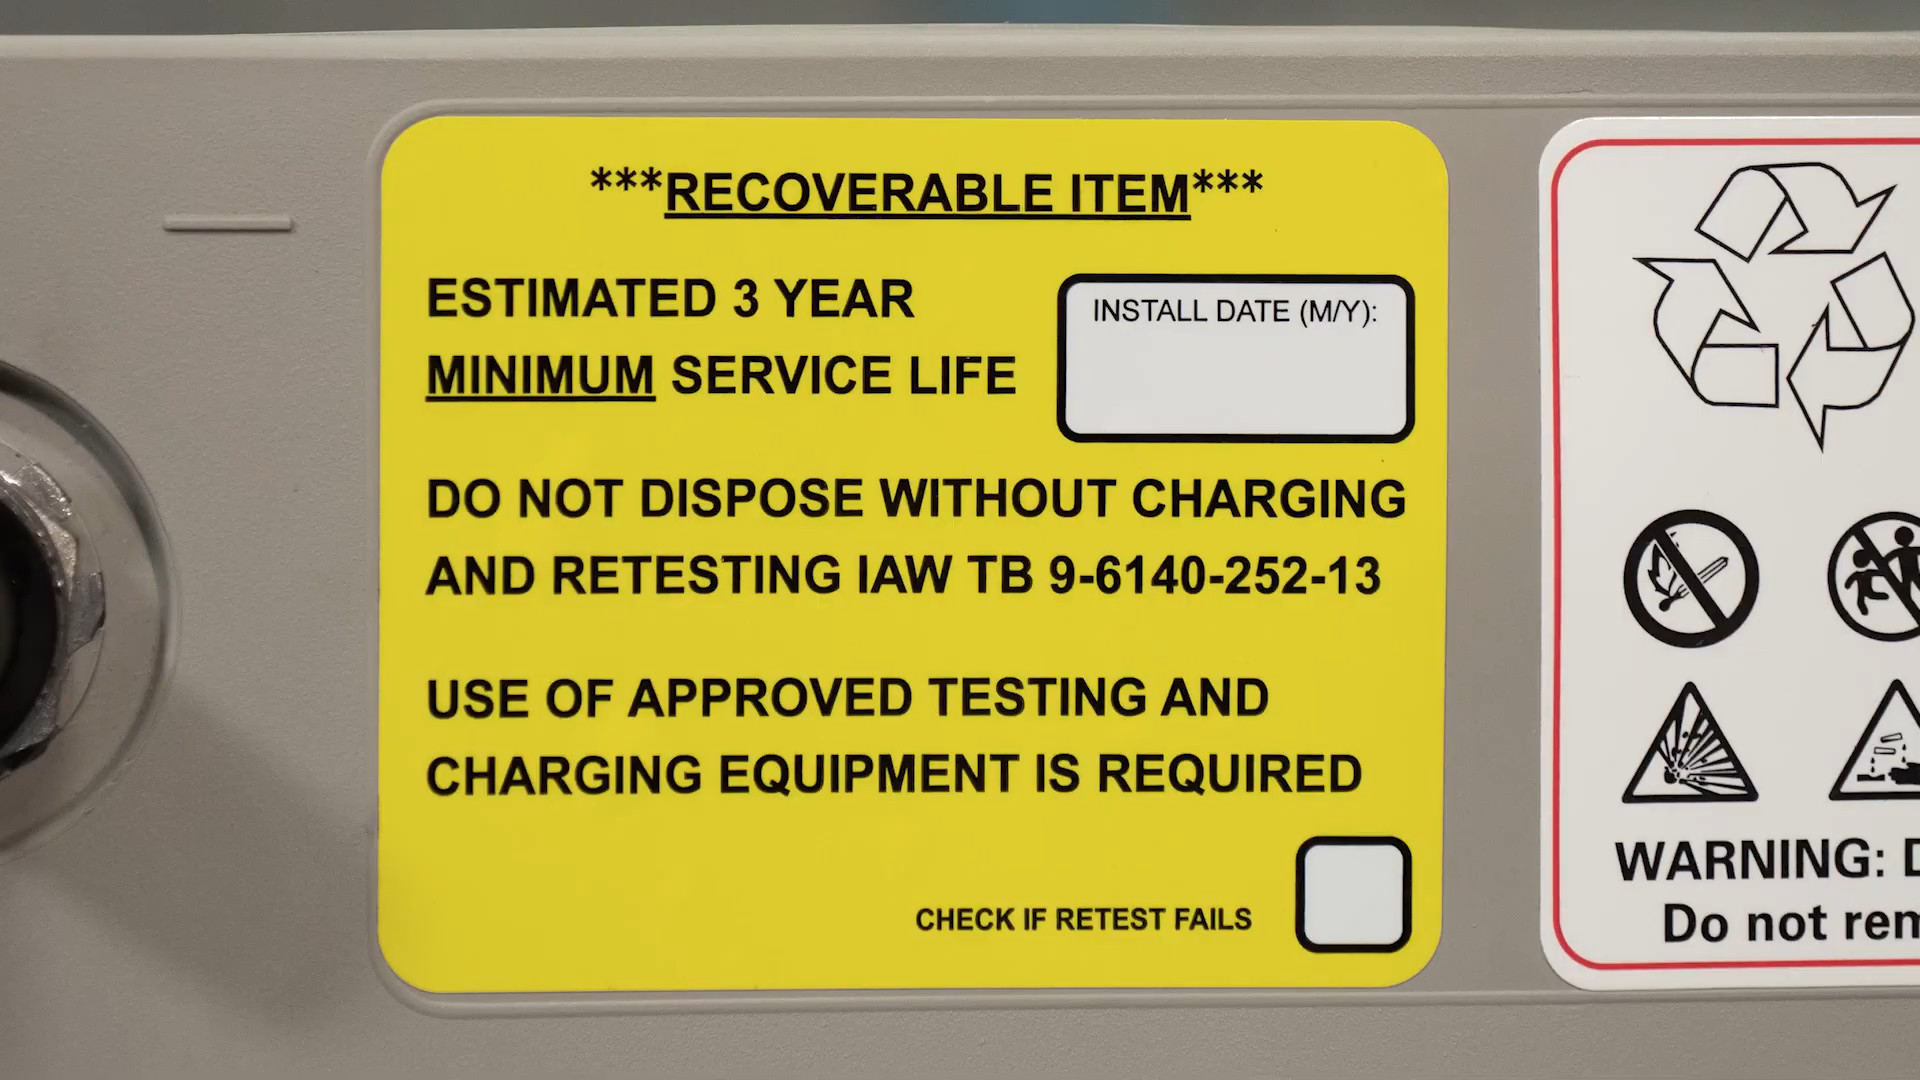 ***RECOVERABLE ITEM***
ESTIMATED 3 YEAR
MINIMUM SERVICE LIFE
INSTALL DATE (M/Y):
DO NOT DISPOSE WITHOUT CHARGING
AND RETESTING IAW TB 9-6140-252-13
USE OF APPROVED TESTING AND
CHARGING EQUIPMENT IS REQUIRED
CHECK IF RETEST FAILS
WARNING:
Do not